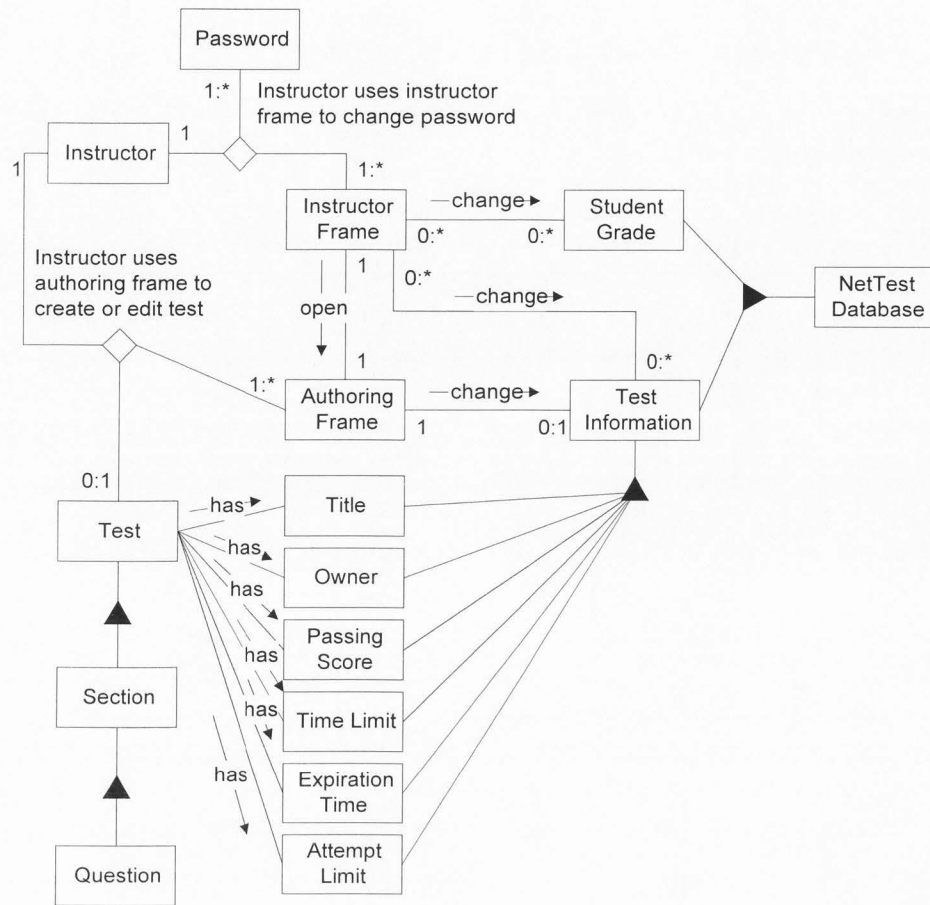 Password
1:*
Instructor uses instructor
frame to change password
1
Instructor
1
1:*
Instructor
Frame
change
Student
Grade
0:*
0:*
1
0:*
Instructor uses
authoring frame to
create or edit test
open
change
NetTest
Database
0:*
1:*
1
Authoring
Frame
change
Test
Information
1
0:1
0:1
Test
has
Title
has
Owner
has
Passing
Score
has
Section
has
Time Limit
has
Expiration
Time
Question
Attempt
Limit